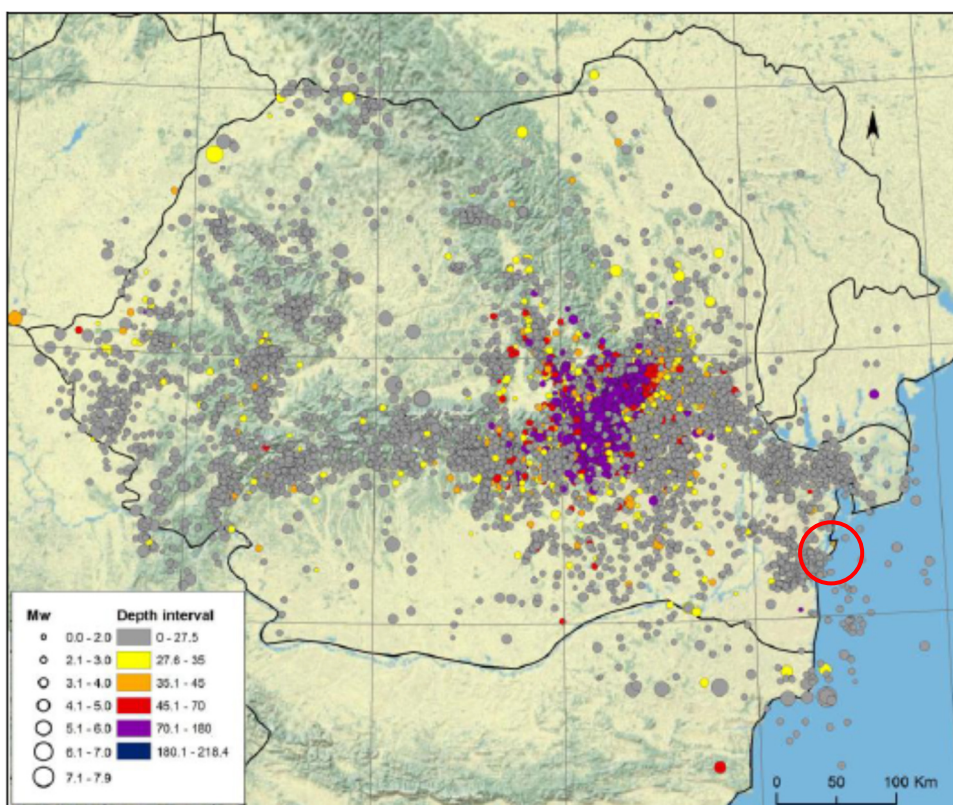 Mw Depth interval
0.0 - 2.0 0 - 27.5
2.1 - 3.0 27.6 - 35
3.1 - 4.0 35.1 - 45
4.1 - 5.0 45.1 - 70
5.1 - 6.0 70.1 - 180
6.1 - 7.0 180.1 - 218.4
7.1 - 7.9
0 50 100 Km